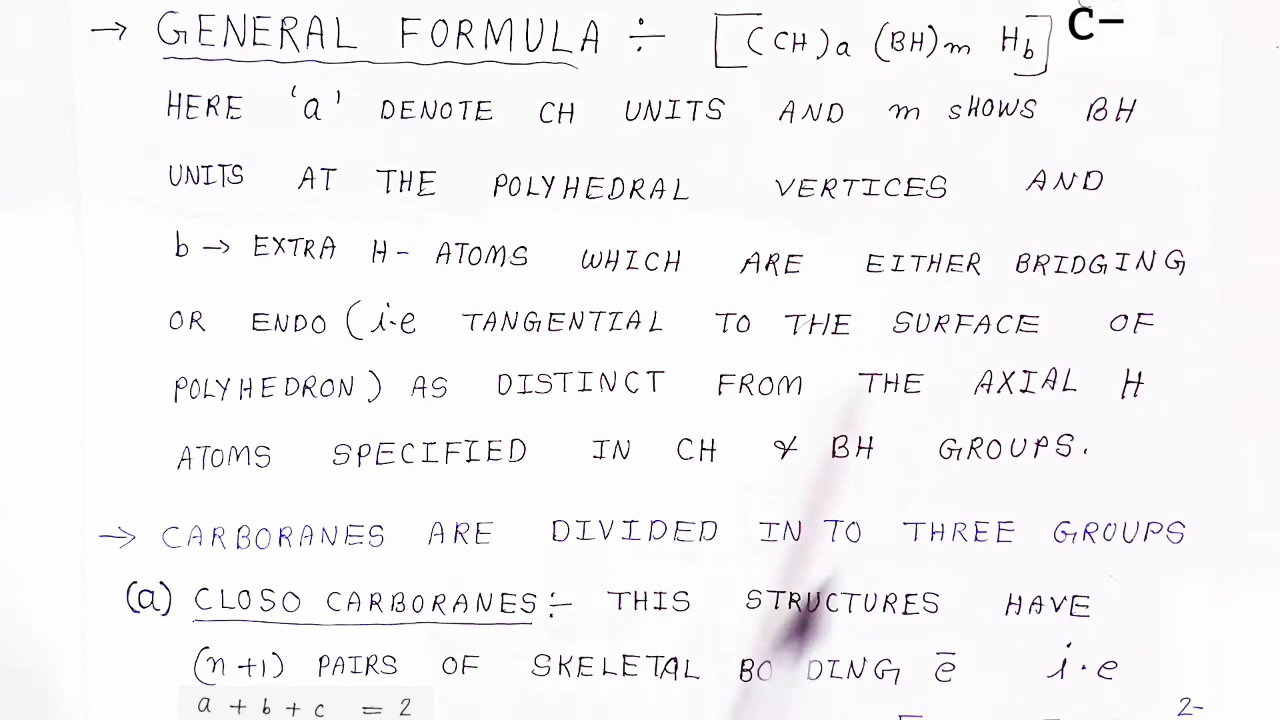 → GENERAL FORMULA ÷ [(CH)a (BH)m Hb] C–
HERE 'a' DENOTE CH UNITS AND m SHOWS BH
UNITS AT THE POLYHEDRAL VERTICES AND
b → EXTRA H- ATOMS WHICH ARE EITHER BRIDGING
OR ENDO (i·e TANGENTIAL TO THE SURFACE OF
POLYHEDRON) AS DISTINCT FROM THE AXIAL H
ATOMS SPECIFIED IN CH & BH GROUPS.
→ CARBORANES ARE DIVIDED IN TO THREE GROUPS
(a) CLOSO CARBORANES:- THIS STRUCTURES HAVE
(n+1) PAIRS OF SKELETAL BO DING ē i·e
a + b + c = 2
2-